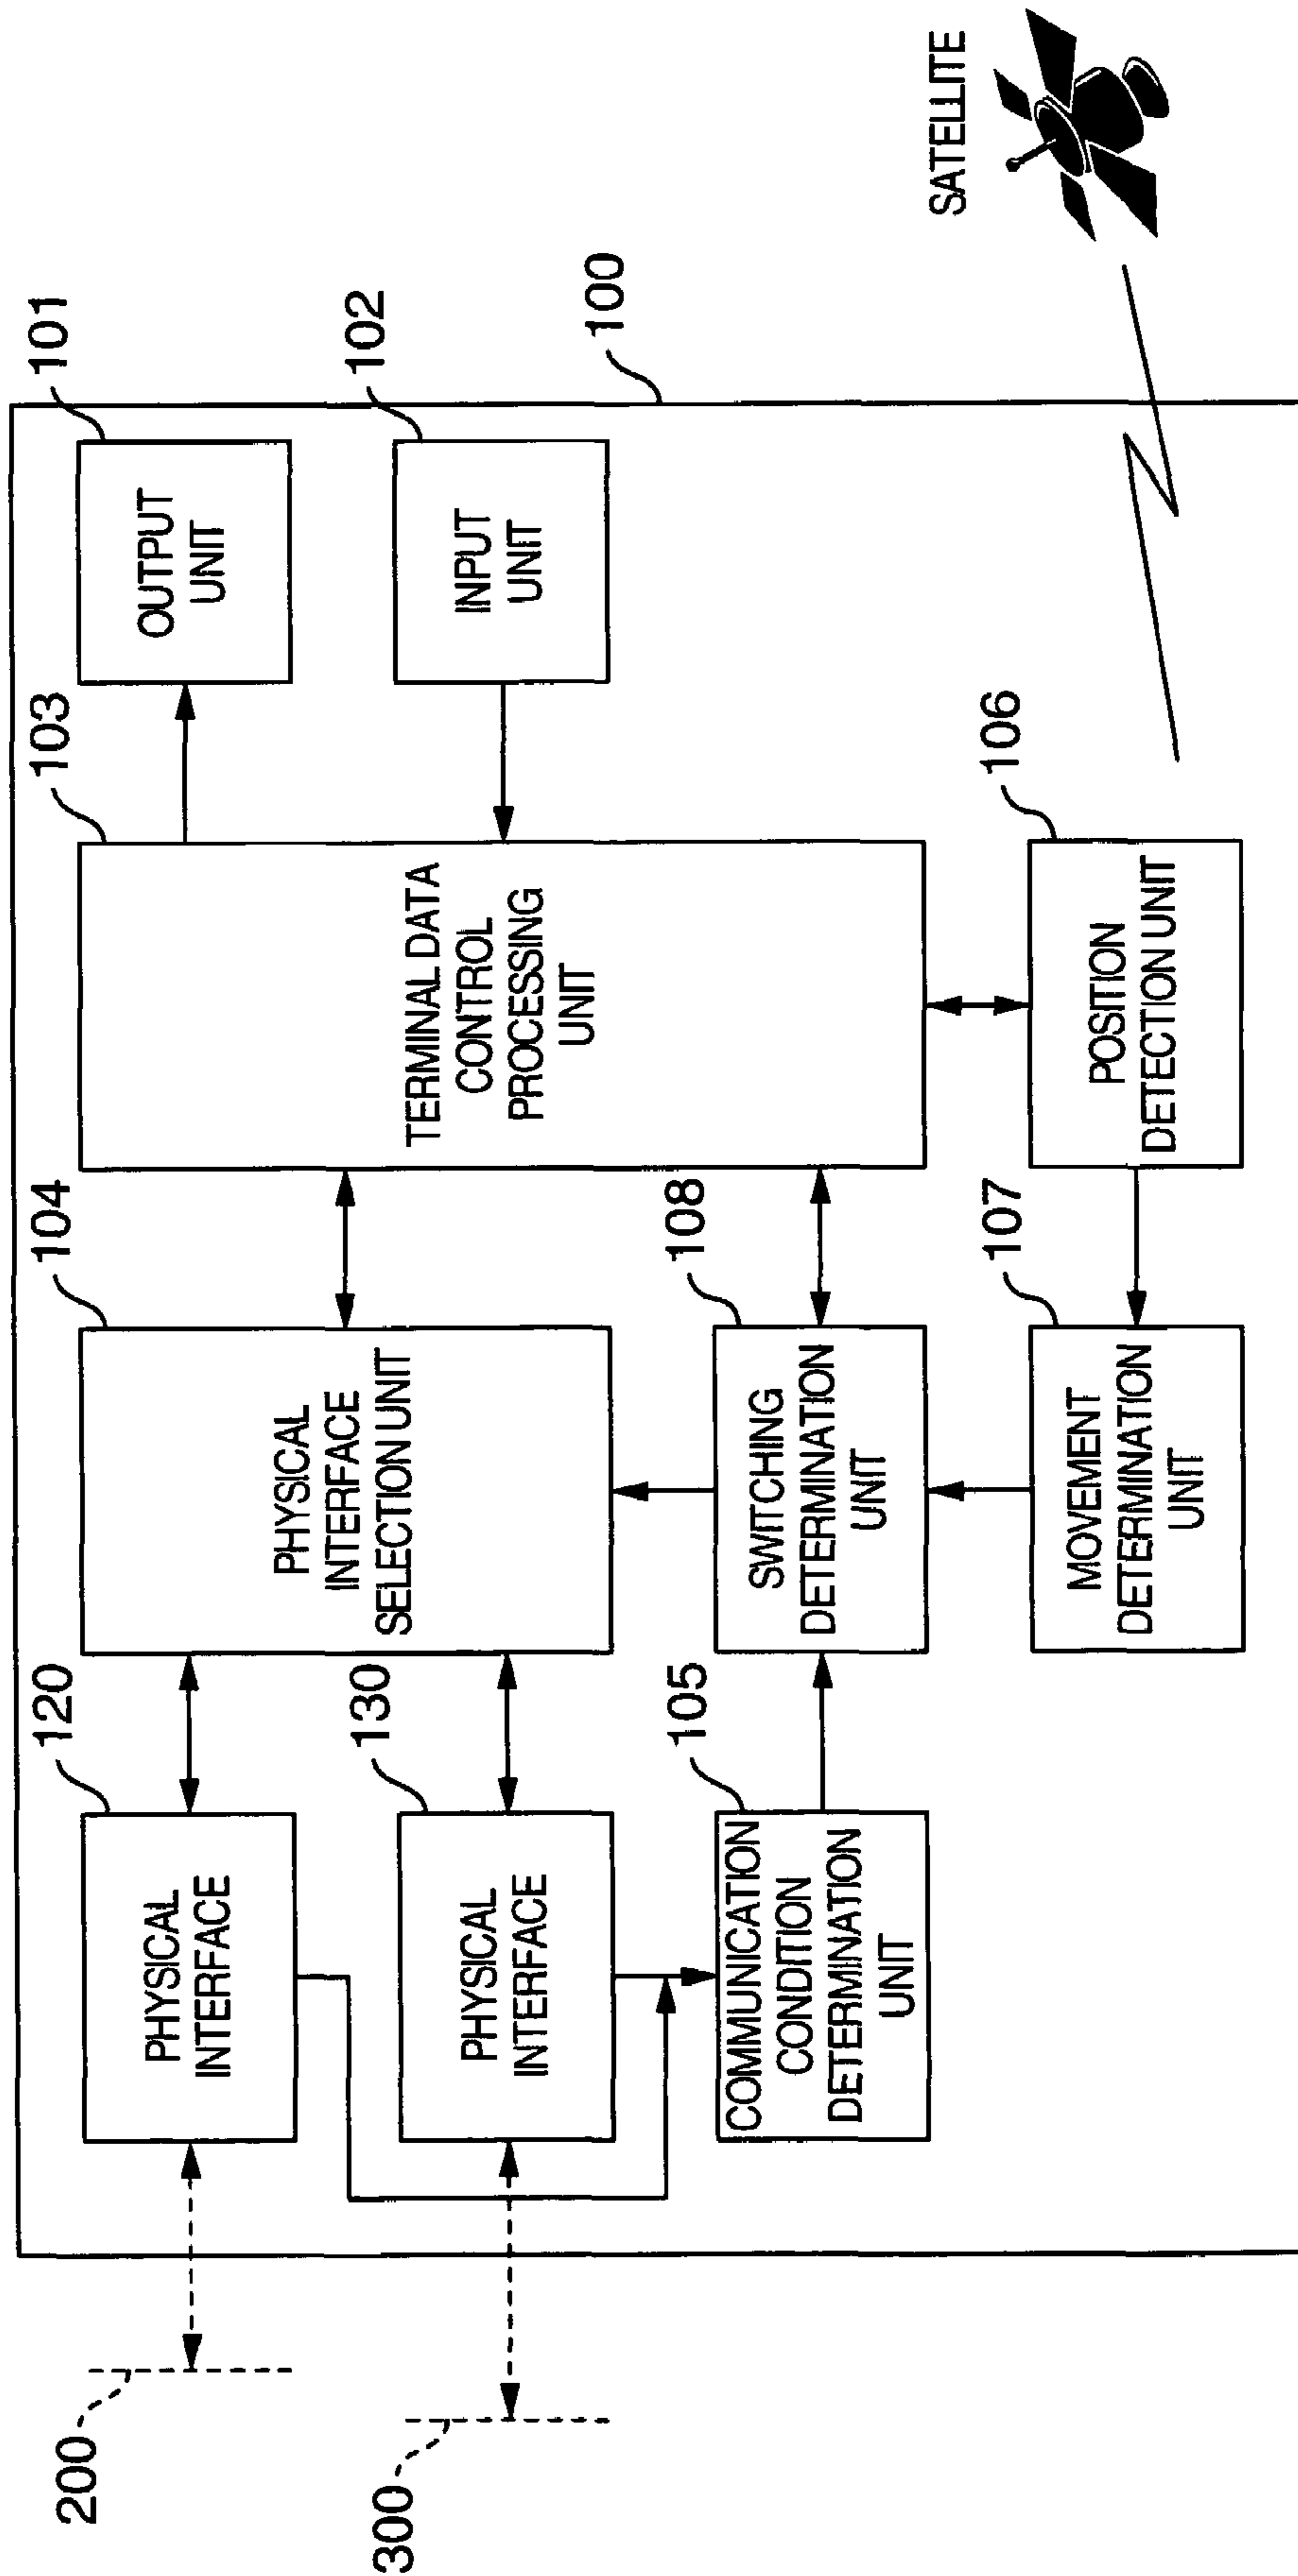 200
300
120
PHYSICAL
INTERFACE
130
PHYSICAL
INTERFACE
105
COMMUNICATION
CONDITION
DETERMINATION
UNIT
104
PHYSICAL
INTERFACE
SELECTION UNIT
108
SWITCHING
DETERMINATION
UNIT
107
MOVEMENT
DETERMINATION
UNIT
103
TERMINAL DATA
CONTROL
PROCESSING
UNIT
106
POSITION
DETECTION UNIT
101
OUTPUT
UNIT
102
INPUT
UNIT
100
SATELLITE